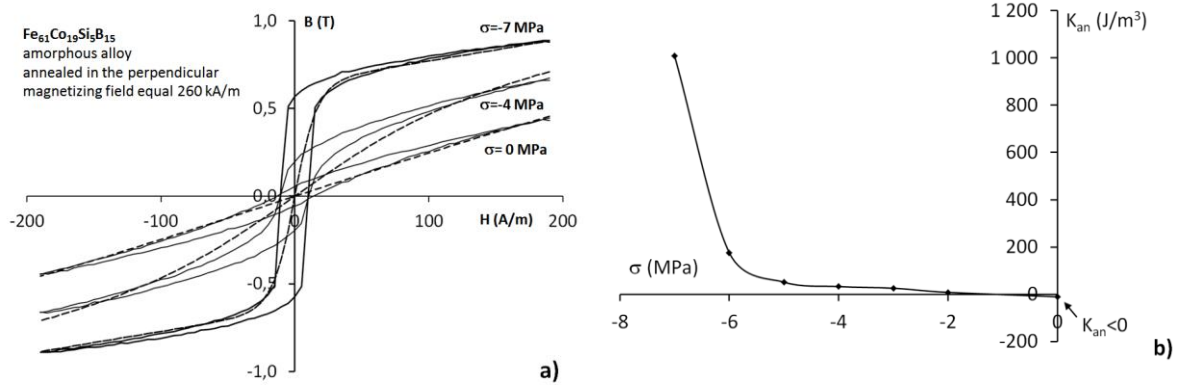 B (T)
Fe61Co19Si5B15
amorphous alloy
annealed in the perpendicular
magnetizing field equal 260 kA/m
1,0
σ=-7 MPa
0,5
σ=-4 MPa
σ= 0 MPa
0,0
-200
-100
0
100
200
H (A/m)
-0,5
-1,0
a)
1 000
Kan (J/m³)
800
600
400
200
σ (MPa)
0
-8
-6
-4
-2
0
Kan<0
-200
b)